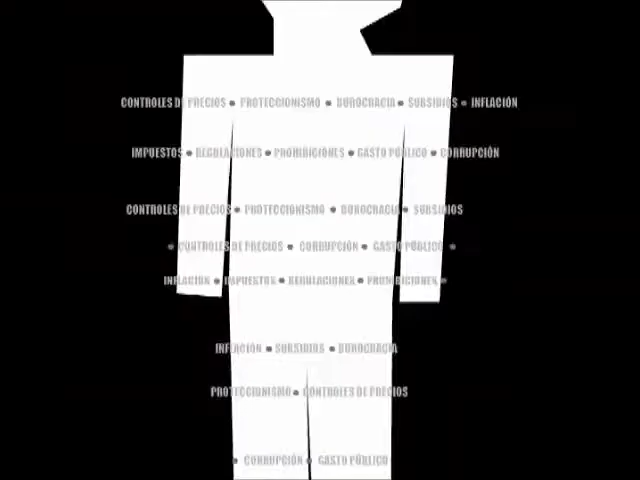 CONTROLES DE PRECIOS • PROTECCIONISMO • BUROCRACIA • SUBSIDIOS • INFLACIÓN
IMPUESTOS • REGULACIONES • PROHIBICIONES • GASTO PÚBLICO • CORRUPCIÓN
CONTROLES DE PRECIOS • PROTECCIONISMO • BUROCRACIA • SUBSIDIOS
• CONTROLES DE PRECIOS • CORRUPCIÓN • GASTO PÚBLICO •
INFLACIÓN • IMPUESTOS • REGULACIONES • PROHIBICIONES •
INFLACIÓN • SUBSIDIOS • BUROCRACIA
PROTECCIONISMO • CONTROLES DE PRECIOS
• CORRUPCIÓN • GASTO PÚBLICO